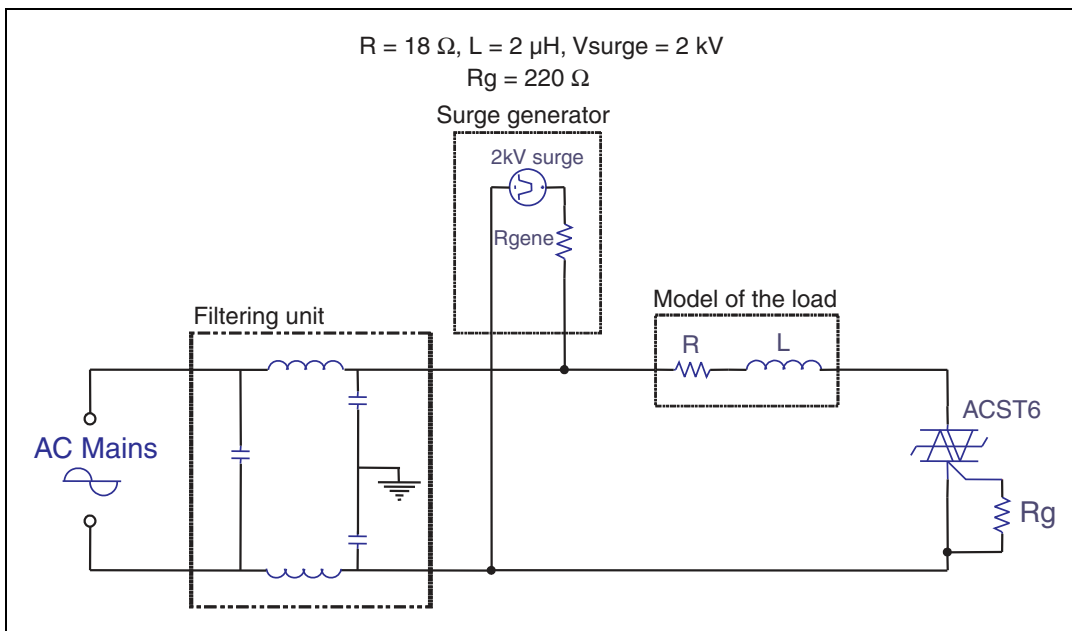 R = 18 Ω, L = 2 µH, Vsurge = 2 kV
Rg = 220 Ω
Surge generator
2kV surge
Rgene
Model of the load
Filtering unit
R
L
ACST6
AC Mains
Rg